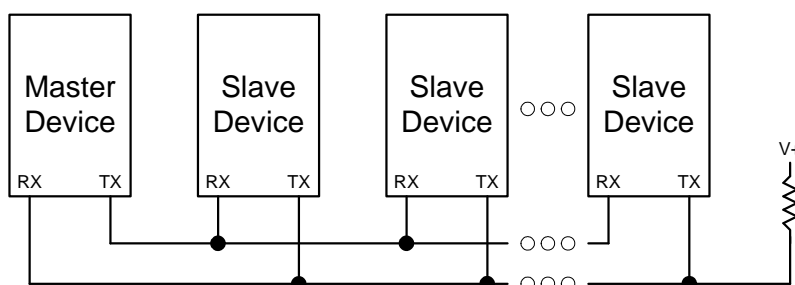 Master
Device
Slave
Device
Slave
Device
Slave
Device
RX TX
RX TX
RX TX
RX TX
V+